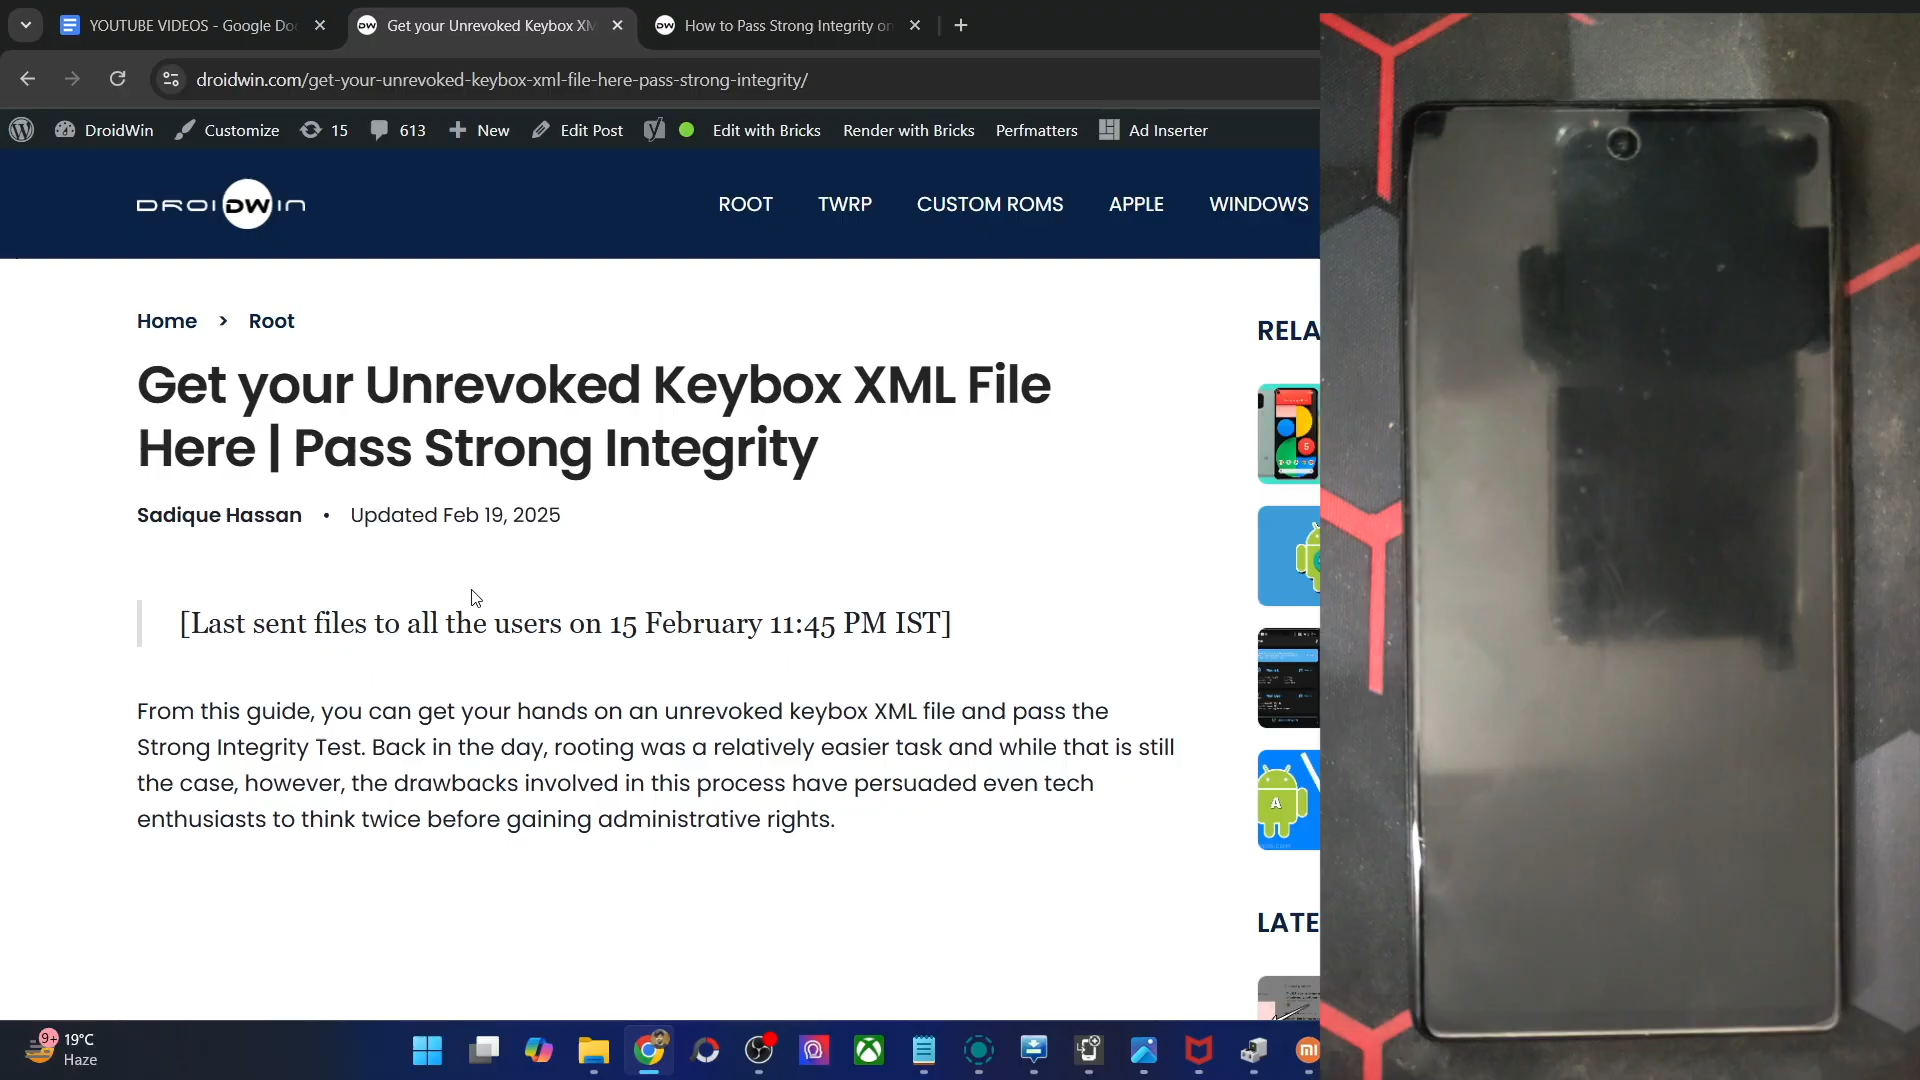 YOUTUBE VIDEOS - Google Do
Get your Unrevoked Keybox XM
How to Pass Strong Integrity on
droidwin.com/get-your-unrevoked-keybox-xml-file-here-pass-strong-integrity/
DroidWin
Customize
15
613
New
Edit Post
Edit with Bricks
Render with Bricks
Perfmatters
Ad Inserter
DROIDWIN
ROOT
TWRP
CUSTOM ROMS
APPLE
WINDOWS
Home > Root
RELA
Get your Unrevoked Keybox XML File
Here | Pass Strong Integrity
Sadique Hassan • Updated Feb 19, 2025
[Last sent files to all the users on 15 February 11:45 PM IST]
From this guide, you can get your hands on an unrevoked keybox XML file and pass the
Strong Integrity Test. Back in the day, rooting was a relatively easier task and while that is still
the case, however, the drawbacks involved in this process have persuaded even tech
enthusiasts to think twice before gaining administrative rights.
LATE
9+
19°C
Haze